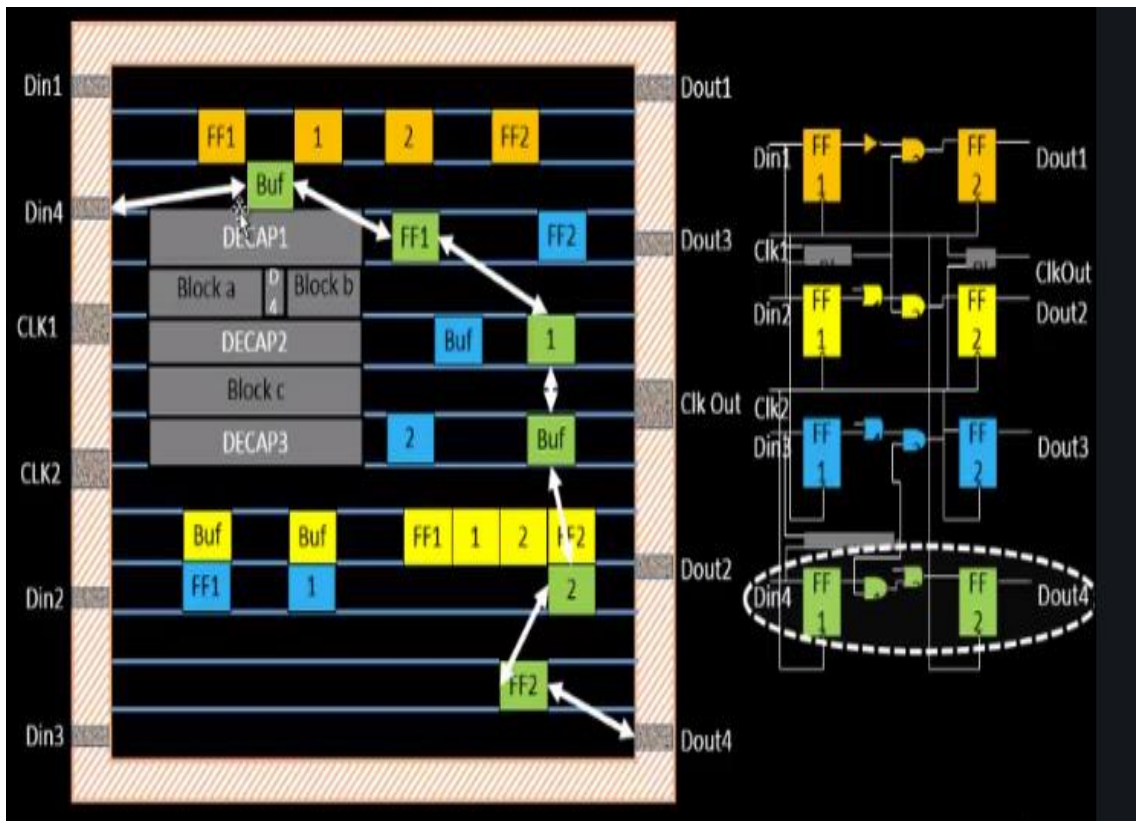 Din1
Dout1
FF1 1 2 FF2
Buf
Din4
DECAP1
FF1
FF2
Dout3
Block a
D
4
Block b
CLK1
DECAP2
Buf
1
Block c
Clk Out
DECAP3
2
Buf
CLK2
Buf
Buf
FF1 1 2 FF2
Dout2
Din2
FF1
1
2
FF2
Din3
Dout4
Din1
FF
1
FF
2
Dout1
Clk1
ClkOut
Din2
FF
1
FF
2
Dout2
Clk2
Din3
FF
1
FF
2
Dout3
Din4
FF
1
FF
2
Dout4